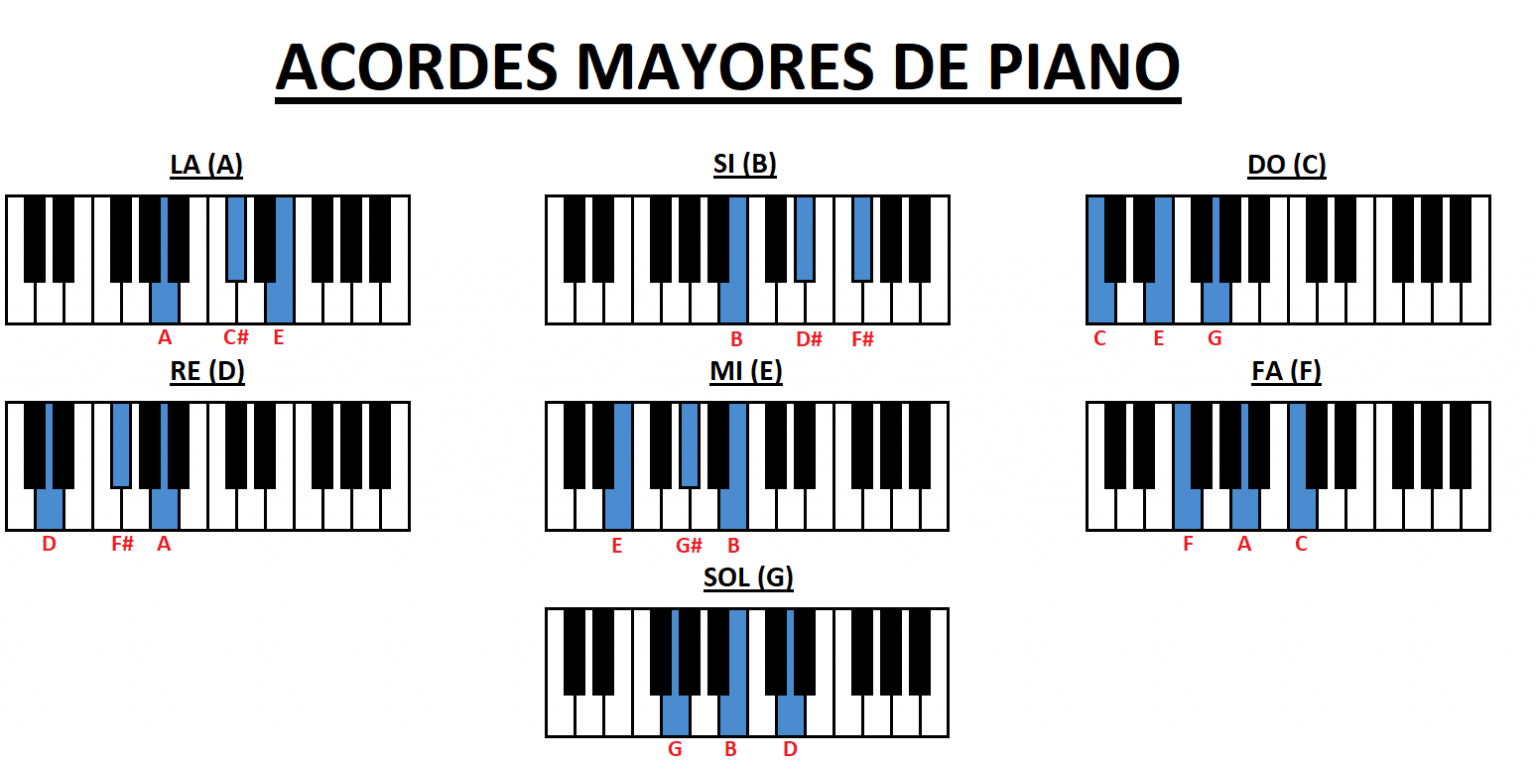 ACORDES MAYORES DE PIANO
LA (A)
SI (B)
DO (C)
A C# E
B D# F#
C E G
RE (D)
MI (E)
FA (F)
D F# A
E G# B
F A C
SOL (G)
G B D